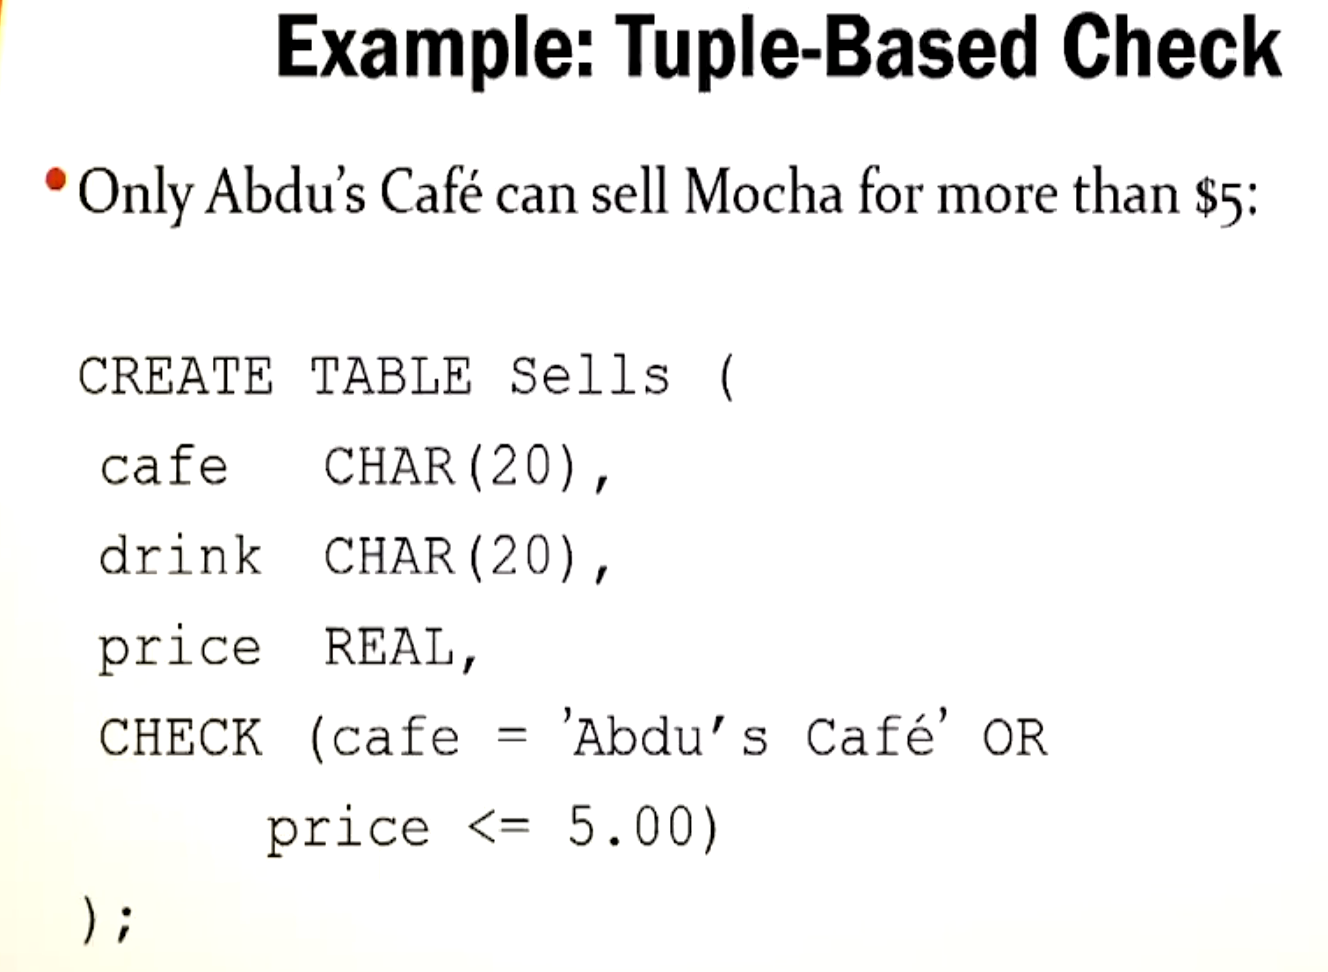 Example: Tuple-Based Check
• Only Abdu’s Café can sell Mocha for more than $5:
CREATE TABLE Sells (
cafe CHAR(20),
drink CHAR(20),
price REAL,
CHECK (cafe = ’Abdu’s Café’ OR
price <= 5.00)
);